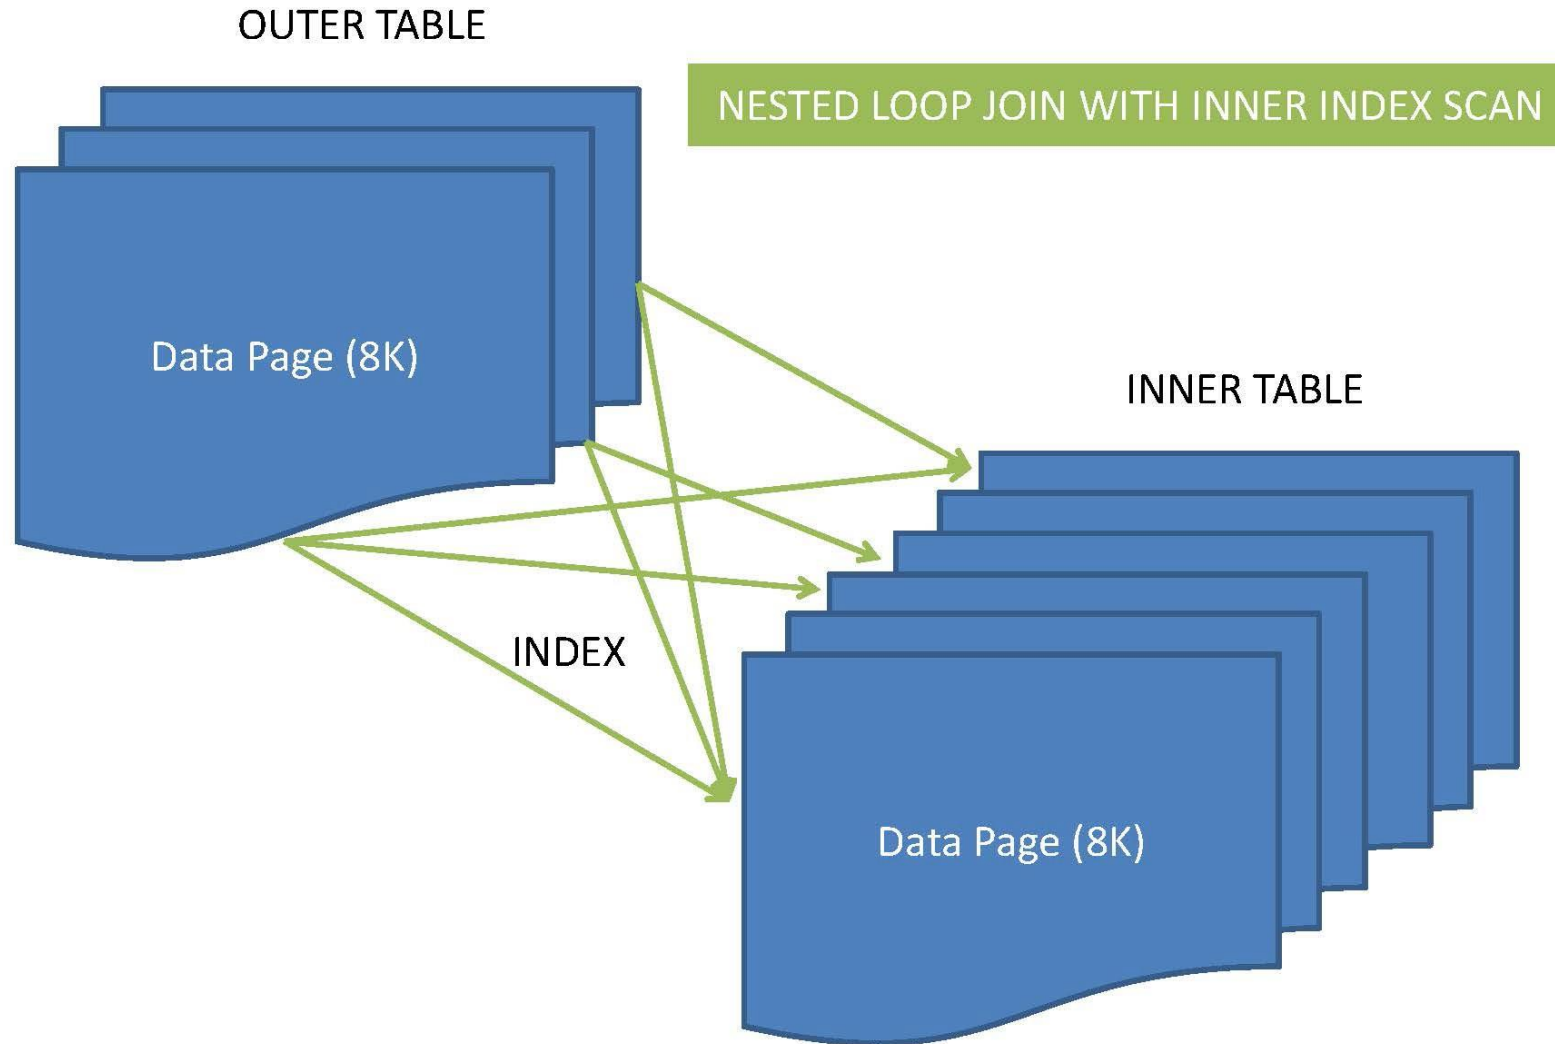 OUTER TABLE
NESTED LOOP JOIN WITH INNER INDEX SCAN
Data Page (8K)
INNER TABLE
INDEX
Data Page (8K)